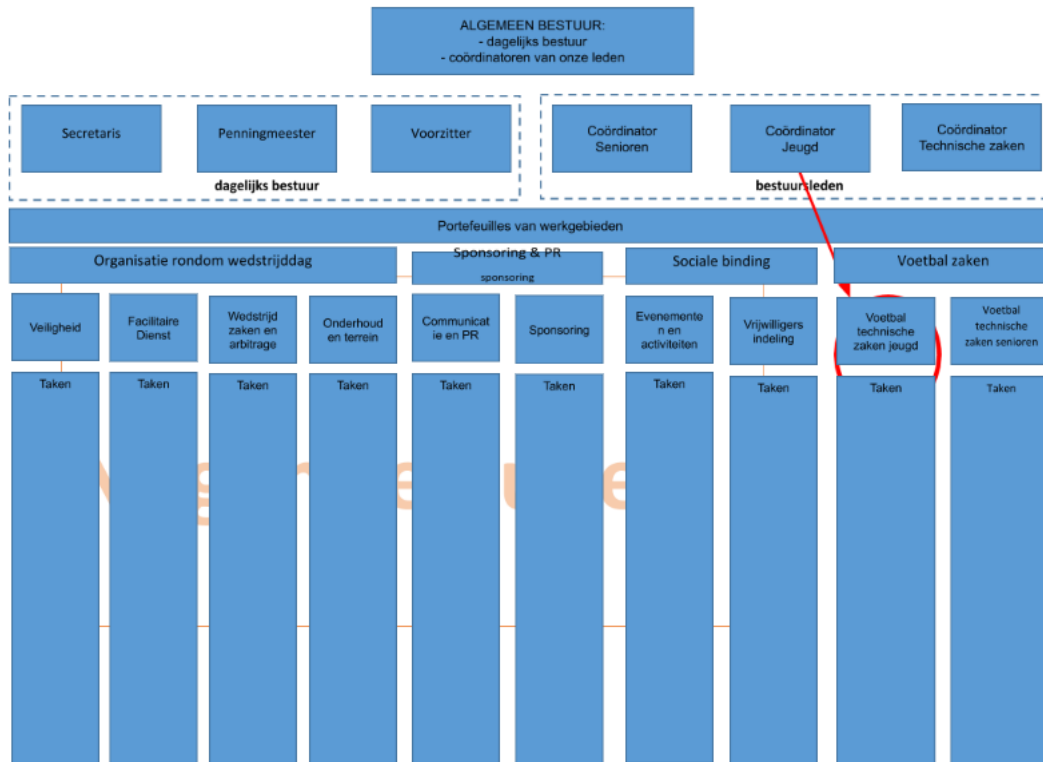 ALGEMEEN BESTUUR:
- dagelijks bestuur
- coördinatoren van onze leden
Secretaris
Penningmeester
Voorzitter
Coördinator
Senioren
Coördinator
Jeugd
Coördinator
Technische zaken
dagelijks bestuur
bestuursleden
Portefeuilles van werkgebieden
Organisatie rondom wedstrijddag
Sponsoring & PR
sponsoring
Sociale binding
Voetbal zaken
Veiligheid
Facilitaire
Dienst
Wedstrijd
zaken en
arbitrage
Onderhoud
en terrein
Communicat
ie en PR
Sponsoring
Evenemente
n en
activiteiten
Vrijwilligers
indeling
Voetbal
technische
zaken jeugd
Voetbal
technische
zaken senioren
Taken
Taken
Taken
Taken
Taken
Taken
Taken
Taken
Taken
Taken